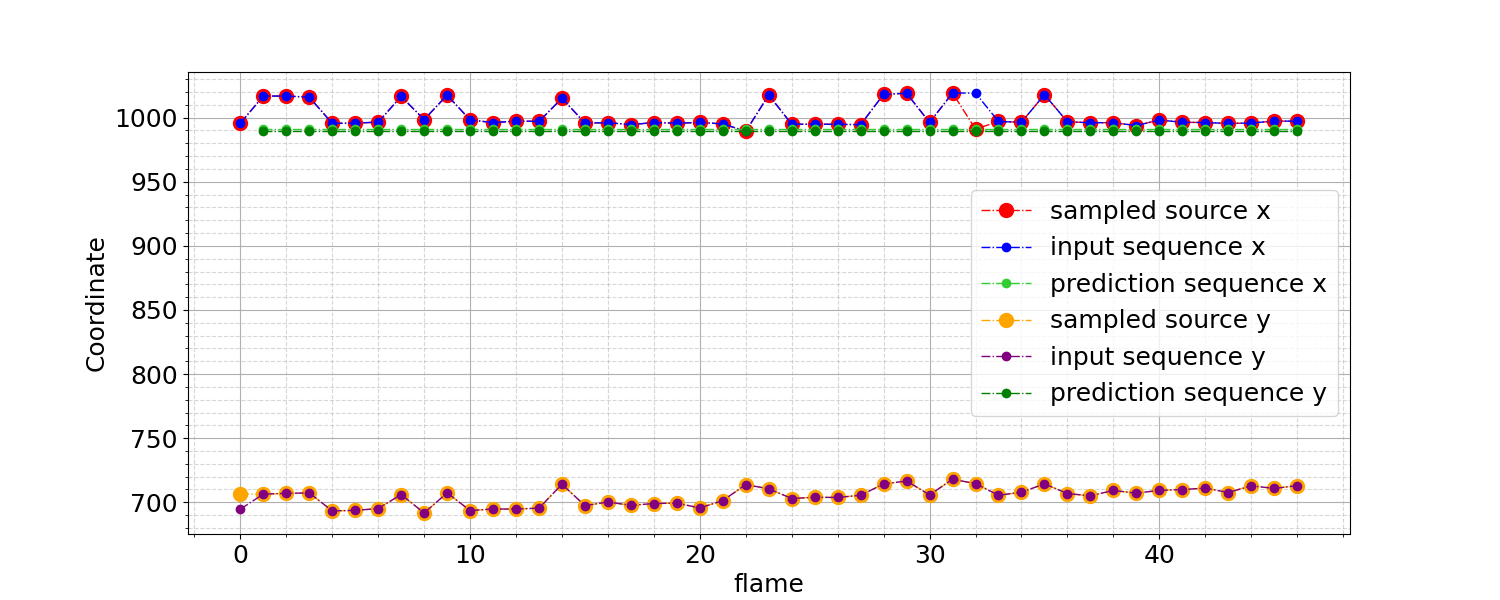 1000
950
900
850
800
750
700
Coordinate
sampled source x
input sequence x
prediction sequence x
sampled source y
input sequence y
prediction sequence y
0 10 20 30 40
flame